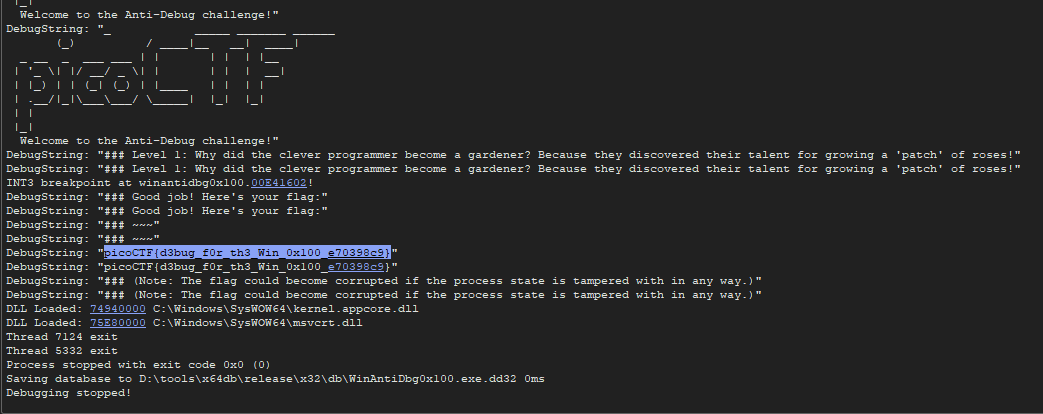 |_|
  Welcome to the Anti-Debug challenge!"
DebugString: "_            _____ _______ ______
       (_)          / ____|__   __|  ____|
  _ __  _  ___ ___ | |       | |  | |__
 | '_ \| |/ __/ _ \| |       | |  |  __|
 | |_) | | (_| (_) | |____   | |  | |
 | .__/|_|\___\___/ \_____|  |_|  |_|
 | |
 |_|
  Welcome to the Anti-Debug challenge!"
DebugString: "### Level 1: Why did the clever programmer become a gardener? Because they discovered their talent for growing a 'patch' of roses!"
DebugString: "### Level 1: Why did the clever programmer become a gardener? Because they discovered their talent for growing a 'patch' of roses!"
INT3 breakpoint at winantidbg0x100.00E41602!
DebugString: "### Good job! Here's your flag:"
DebugString: "### Good job! Here's your flag:"
DebugString: "### ~~~"
DebugString: "### ~~~"
DebugString: "picoCTF{d3bug_f0r_th3_Win_0x100_e70398c9}"
DebugString: "picoCTF{d3bug_f0r_th3_Win_0x100_e70398c9}"
DebugString: "### (Note: The flag could become corrupted if the process state is tampered with in any way.)"
DebugString: "### (Note: The flag could become corrupted if the process state is tampered with in any way.)"
DLL Loaded: 74940000 C:\Windows\SysWOW64\kernel.appcore.dll
DLL Loaded: 75E80000 C:\Windows\SysWOW64\msvcrt.dll
Thread 7124 exit
Thread 5332 exit
Process stopped with exit code 0x0 (0)
Saving database to D:\tools\x64db\release\x32\db\WinAntiDbg0x100.exe.dd32 0ms
Debugging stopped!